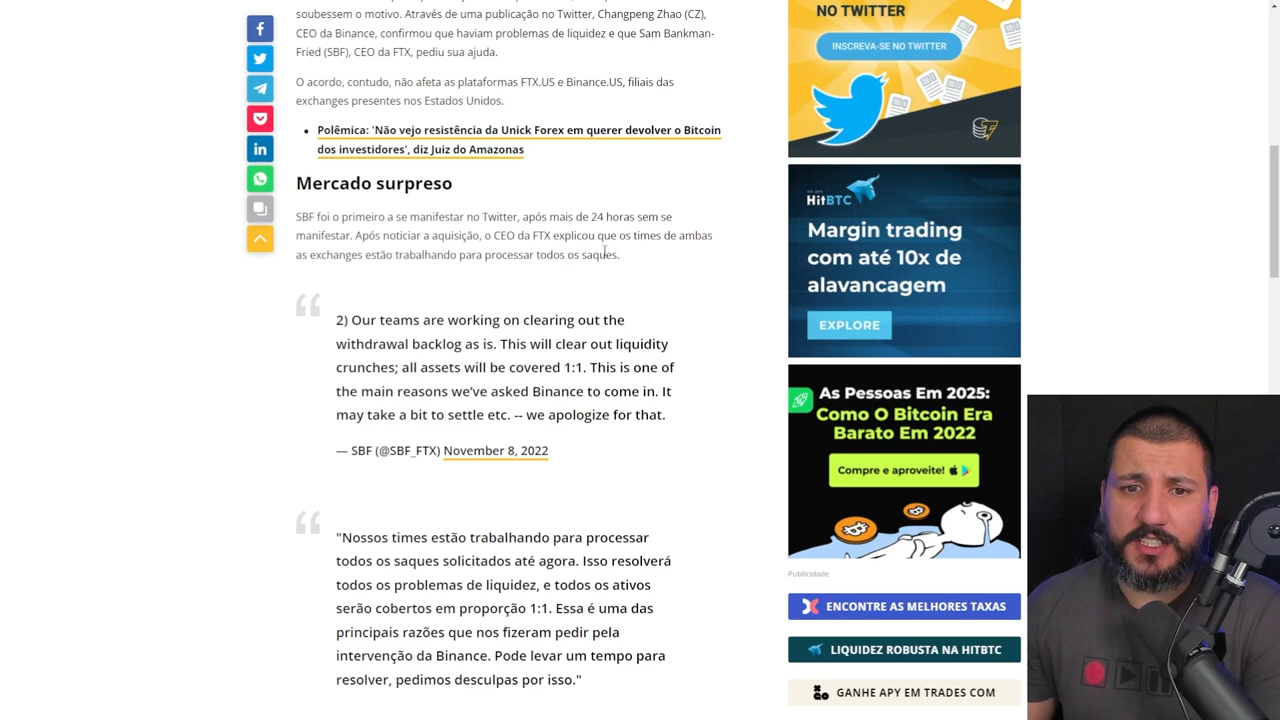 soubessem o motivo. Através de uma publicação no Twitter, Changpeng Zhao (CZ),
CEO da Binance, confirmou que haviam problemas de liquidez e que Sam Bankman-
Fried (SBF), CEO da FTX, pediu sua ajuda.
O acordo, contudo, não afeta as plataformas FTX.US e Binance.US, filiais das
exchanges presentes nos Estados Unidos.
Polêmica: 'Não vejo resistência da Unick Forex em querer devolver o Bitcoin
dos investidores', diz Juiz do Amazonas
Mercado surpreso
SBF foi o primeiro a se manifestar no Twitter, após mais de 24 horas sem se
manifestar. Após noticiar a aquisição, o CEO da FTX explicou que os times de ambas
as exchanges estão trabalhando para processar todos os saques.
2) Our teams are working on clearing out the
withdrawal backlog as is. This will clear out liquidity
crunches; all assets will be covered 1:1. This is one of
the main reasons we’ve asked Binance to come in. It
may take a bit to settle etc. -- we apologize for that.
— SBF (@SBF_FTX) November 8, 2022
"Nossos times estão trabalhando para processar
todos os saques solicitados até agora. Isso resolverá
todos os problemas de liquidez, e todos os ativos
serão cobertos em proporção 1:1. Essa é uma das
principais razões que nos fizeram pedir pela
intervenção da Binance. Pode levar um tempo para
resolver, pedimos desculpas por isso."
NO TWITTER
INSCREVA-SE NO TWITTER
HitBTC
Margin trading
com até 10x de
alavancagem
EXPLORE
As Pessoas Em 2025:
Como O Bitcoin Era
Barato Em 2022
Compre e aproveite!
Publicidade
ENCONTRE AS MELHORES TAXAS
LIQUIDEZ ROBUSTA NA HITBTC
GANHE APY EM TRADES COM